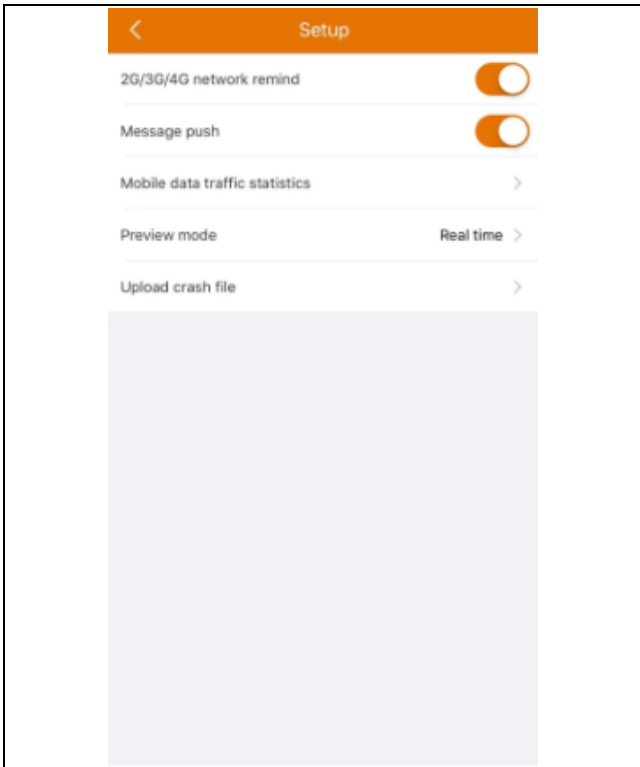 Setup
2G/3G/4G network remind
Message push
Mobile data traffic statistics
Preview mode Real time
Upload crash file